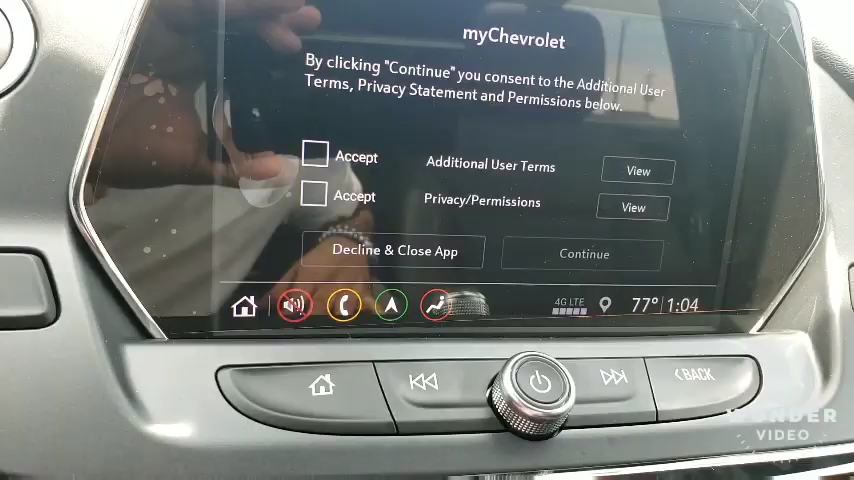 myChevrolet
By clicking "Continue" you consent to the Additional User
Terms, Privacy Statement and Permissions below.
Accept Additional User Terms View
Accept Privacy/Permissions View
Decline & Close App Continue
4G LTE 77° 1:04
BACK
WONDER
VIDEO